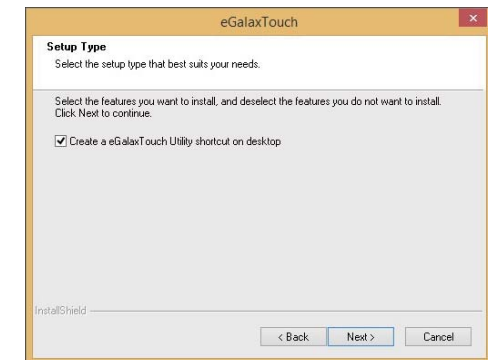 eGalaxTouch
Setup Type
Select the setup type that best suits your needs.
Select the features you want to install, and deselect the features you do not want to install.
Click Next to continue.
Create a eGalaxTouch Utility shortcut on desktop
InstallShield
< Back Next > Cancel